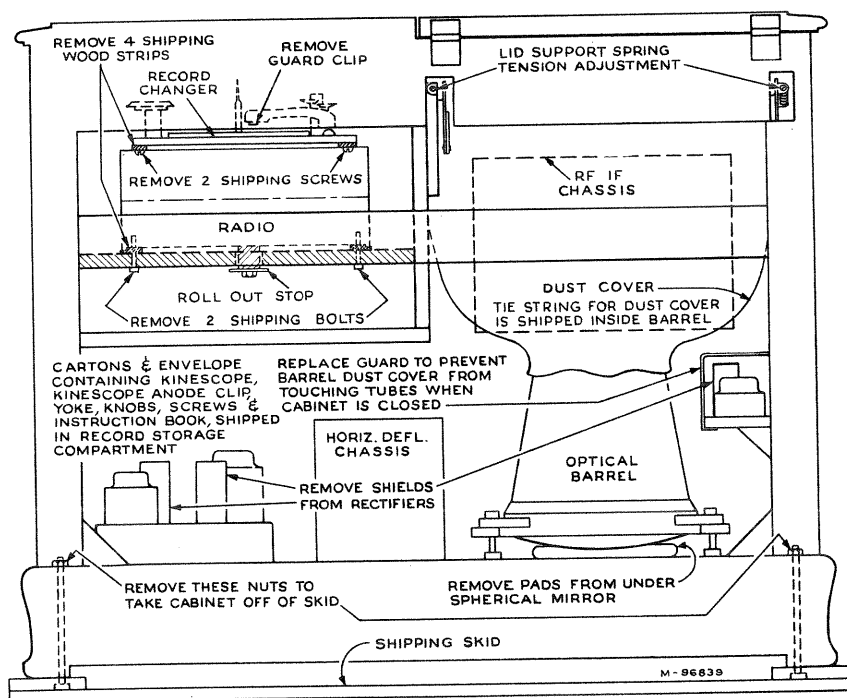 REMOVE 4 SHIPPING
WOOD STRIPS
RECORD
CHANGER
REMOVE
GUARD CLIP
LID SUPPORT SPRING
TENSION ADJUSTMENT
REMOVE 2 SHIPPING SCREWS
RF IF
CHASSIS
RADIO
ROLL OUT STOP
REMOVE 2 SHIPPING BOLTS
DUST COVER
TIE STRING FOR DUST COVER
IS SHIPPED INSIDE BARREL
CARTONS & ENVELOPE
CONTAINING KINESCOPE,
KINESCOPE ANODE CLIP,
YOKE, KNOBS, SCREWS &
INSTRUCTION BOOK, SHIPPED
IN RECORD STORAGE
COMPARTMENT
REPLACE GUARD TO PREVENT
BARREL DUST COVER FROM
TOUCHING TUBES WHEN
CABINET IS CLOSED
HORIZ. DEFL.
CHASSIS
OPTICAL
BARREL
REMOVE SHIELDS
FROM RECTIFIERS
REMOVE THESE NUTS TO
TAKE CABINET OFF OF SKID
REMOVE PADS FROM UNDER
SPHERICAL MIRROR
SHIPPING SKID
M-96839